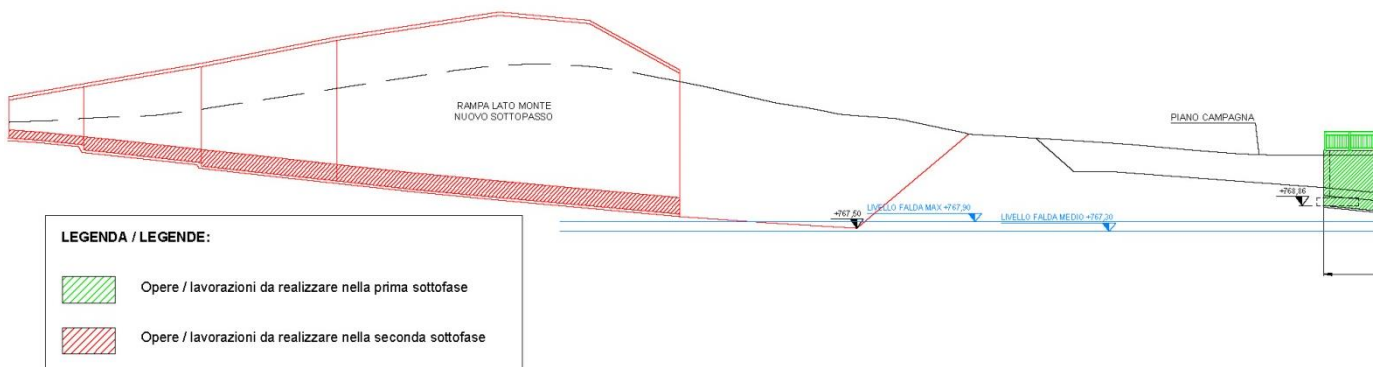 RAMPA LATO MONTE
NUOVO SOTTOPASSO
PIANO CAMPAGNA
+768,86
+767,50
LIVELLO FALDA MAX +767,90
LIVELLO FALDA MEDIO +767,30
LEGENDA / LEGENDE:
Opere / lavorazioni da realizzare nella prima sottofase
Opere / lavorazioni da realizzare nella seconda sottofase